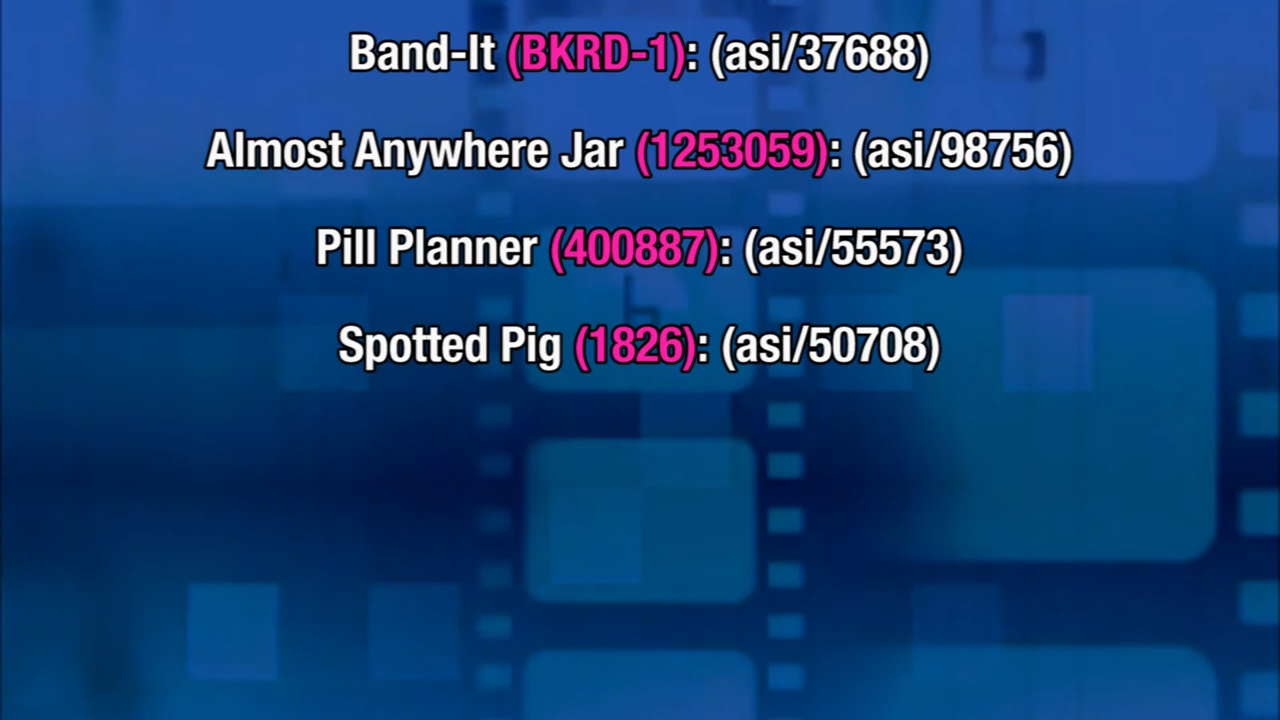 Band-It (BKRD-1): (asi/37688)
Almost Anywhere Jar (1253059): (asi/98756)
Pill Planner (400887): (asi/55573)
Spotted Pig (1826): (asi/50708)